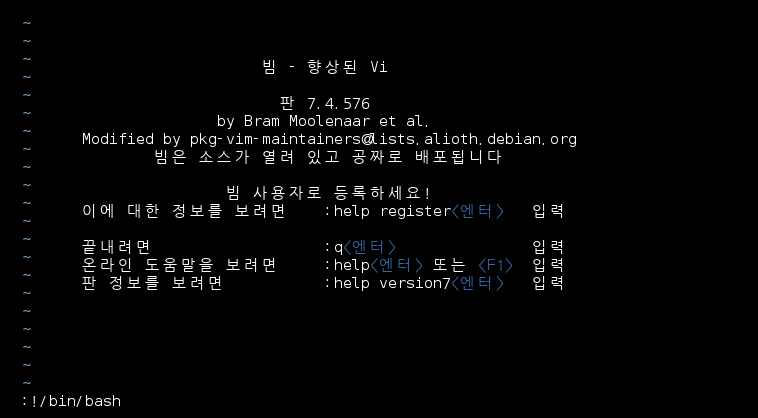 ~
~
~ 빔 - 향상된 Vi
~
~ 판 7.4.576
~ by Bram Moolenaar et al.
~ Modified by pkg-vim-maintainers@lists.alioth.debian.org
~ 빔은 소스가 열려 있고 공짜로 배포됩니다
~
~ 빔 사용자로 등록하세요!
~ 이에 대한 정보를 보려면 :help register<엔터> 입력
~
~ 끝내려면 :q<엔터> 입력
~ 온라인 도움말을 보려면 :help<엔터> 또는 <F1> 입력
~ 판 정보를 보려면 :help version7<엔터> 입력
~
~
~
~
~
~
:!/bin/bash